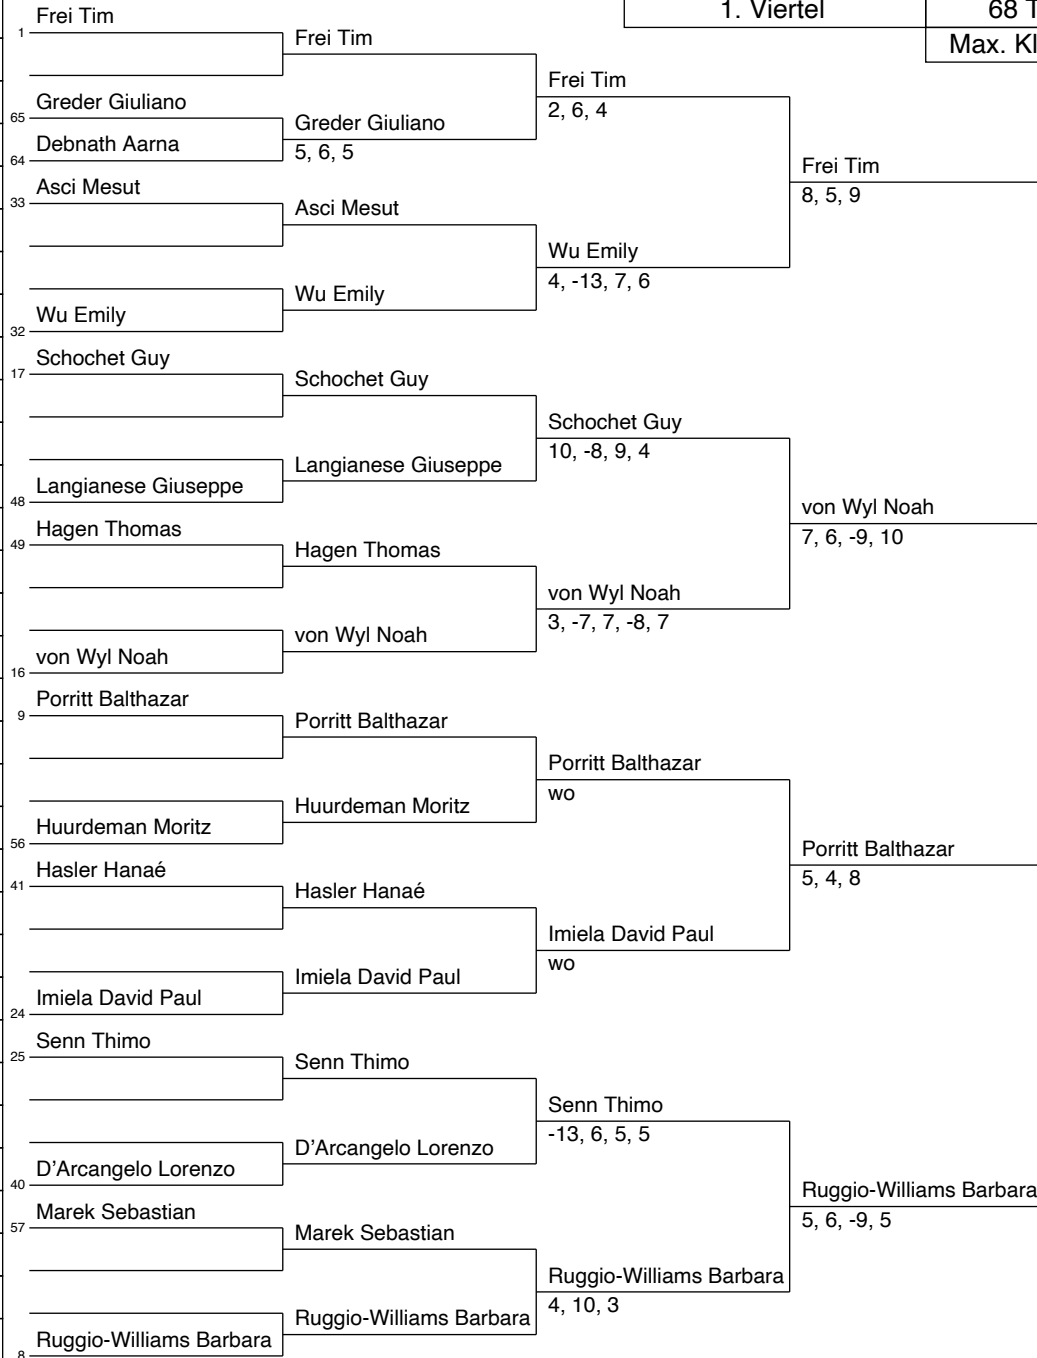 1. Viertel
68 T
Max. Kl
Frei Tim
1
Greder Giuliano
65
Debnath Aarna
64
Asci Mesut
33
Wu Emily
32
Schochet Guy
17
Langianese Giuseppe
48
Hagen Thomas
49
von Wyl Noah
16
Porritt Balthazar
9
Huurdeman Moritz
56
Hasler Hanaé
41
Imiela David Paul
24
Senn Thimo
25
D'Arcangelo Lorenzo
40
Marek Sebastian
57
Ruggio-Williams Barbara
8
Frei Tim
Greder Giuliano
5, 6, 5
Asci Mesut
Wu Emily
Schochet Guy
Langianese Giuseppe
Hagen Thomas
von Wyl Noah
Porritt Balthazar
Huurdeman Moritz
Hasler Hanaé
Imiela David Paul
Senn Thimo
D'Arcangelo Lorenzo
Marek Sebastian
Ruggio-Williams Barbara
Frei Tim
2, 6, 4
Wu Emily
4, -13, 7, 6
Schochet Guy
10, -8, 9, 4
von Wyl Noah
3, -7, 7, -8, 7
Porritt Balthazar
wo
Imiela David Paul
wo
Senn Thimo
-13, 6, 5, 5
Ruggio-Williams Barbara
4, 10, 3
Frei Tim
8, 5, 9
von Wyl Noah
7, 6, -9, 10
Porritt Balthazar
5, 4, 8
Ruggio-Williams Barbara
5, 6, -9, 5